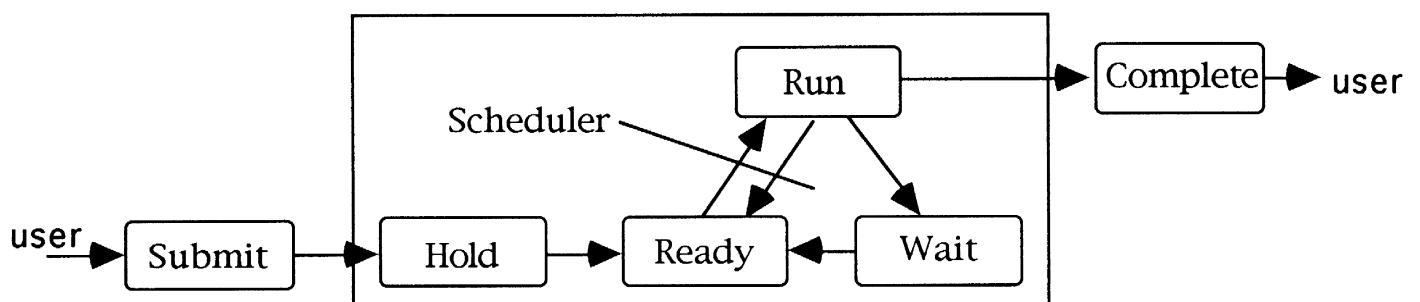 Run
Complete
user
Scheduler
user
Submit
Hold
Ready
Wait